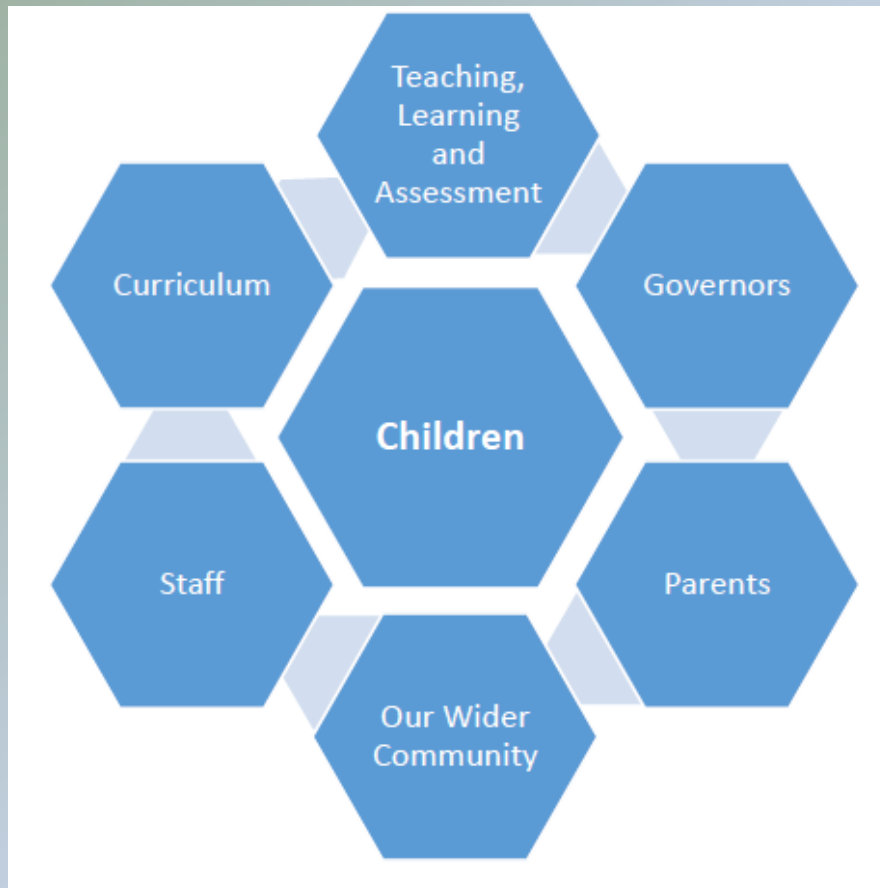 Teaching,
Learning
and
Assessment
Curriculum
Governors
Children
Staff
Parents
Our Wider
Community